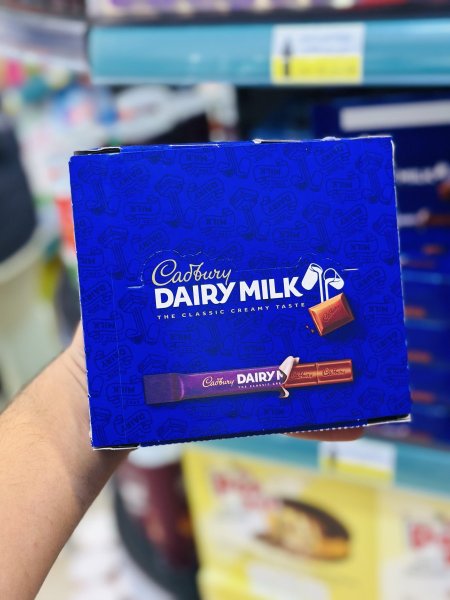 Cadbury
DAIRY MILK
THE CLASSIC CREAMY TASTE
Cadbury DAIRY M
MILK